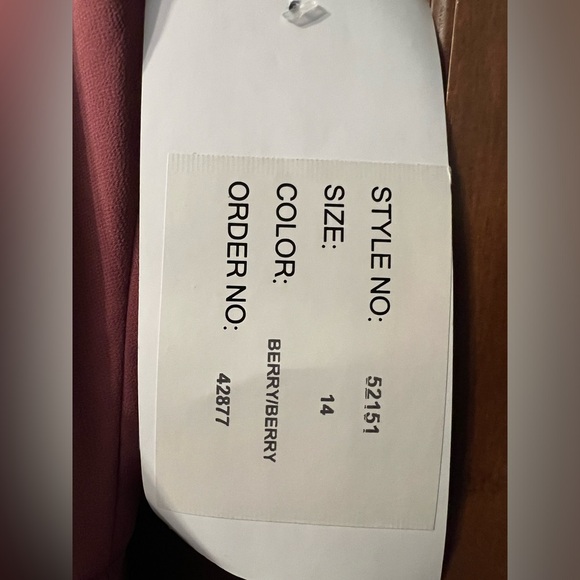 STYLE NO: 52151
SIZE: 14
COLOR: BERRY/BERRY
ORDER NO: 42877